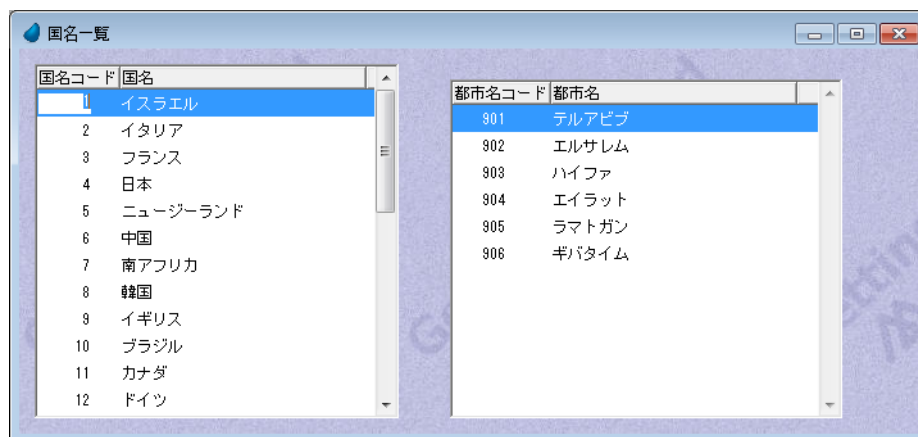 国名一覧
国名コード 国名
1 イスラエル
2 イタリア
3 フランス
4 日本
5 ニュージーランド
6 中国
7 南アフリカ
8 韓国
9 イギリス
10 ブラジル
11 カナダ
12 ドイツ
都市名コード 都市名
901 テルアビブ
902 エルサレム
903 ハイファ
904 エイラット
905 ラマトガン
906 ギバタイム